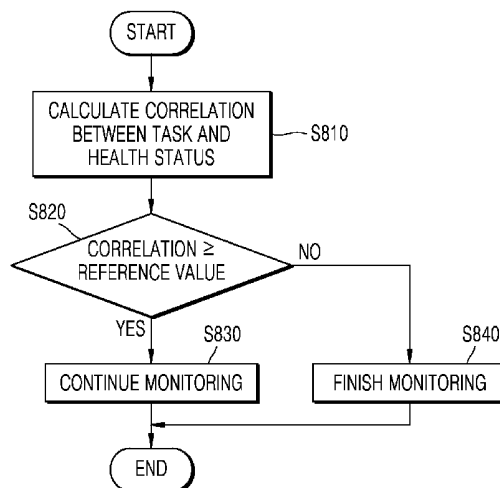 START
CALCULATE CORRELATION
BETWEEN TASK AND
HEALTH STATUS
S810
S820
CORRELATION ≥
REFERENCE VALUE
NO
YES
S830
S840
CONTINUE MONITORING
FINISH MONITORING
END